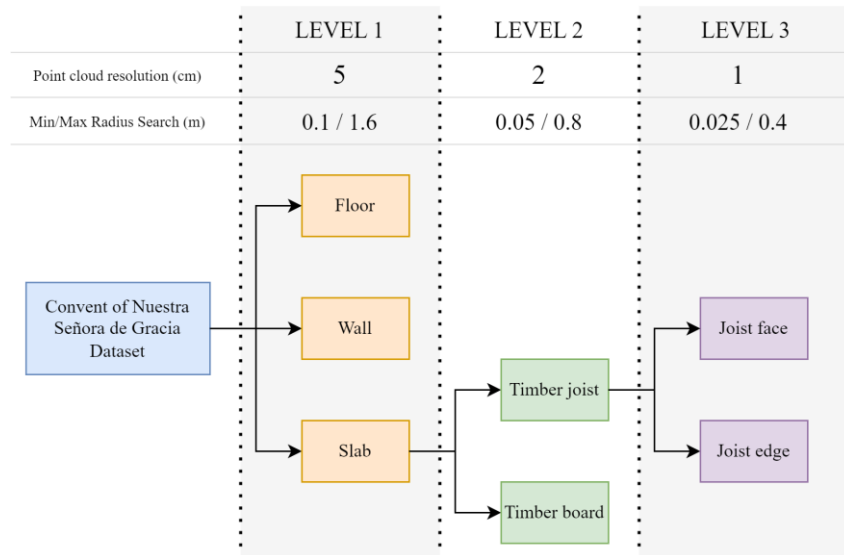 LEVEL 1 LEVEL 2 LEVEL 3
Point cloud resolution (cm) 5 2 1
Min/Max Radius Search (m) 0.1 / 1.6 0.05 / 0.8 0.025 / 0.4
Floor
Convent of Nuestra
Señora de Gracia
Dataset
Wall
Slab
Timber joist
Timber board
Joist face
Joist edge